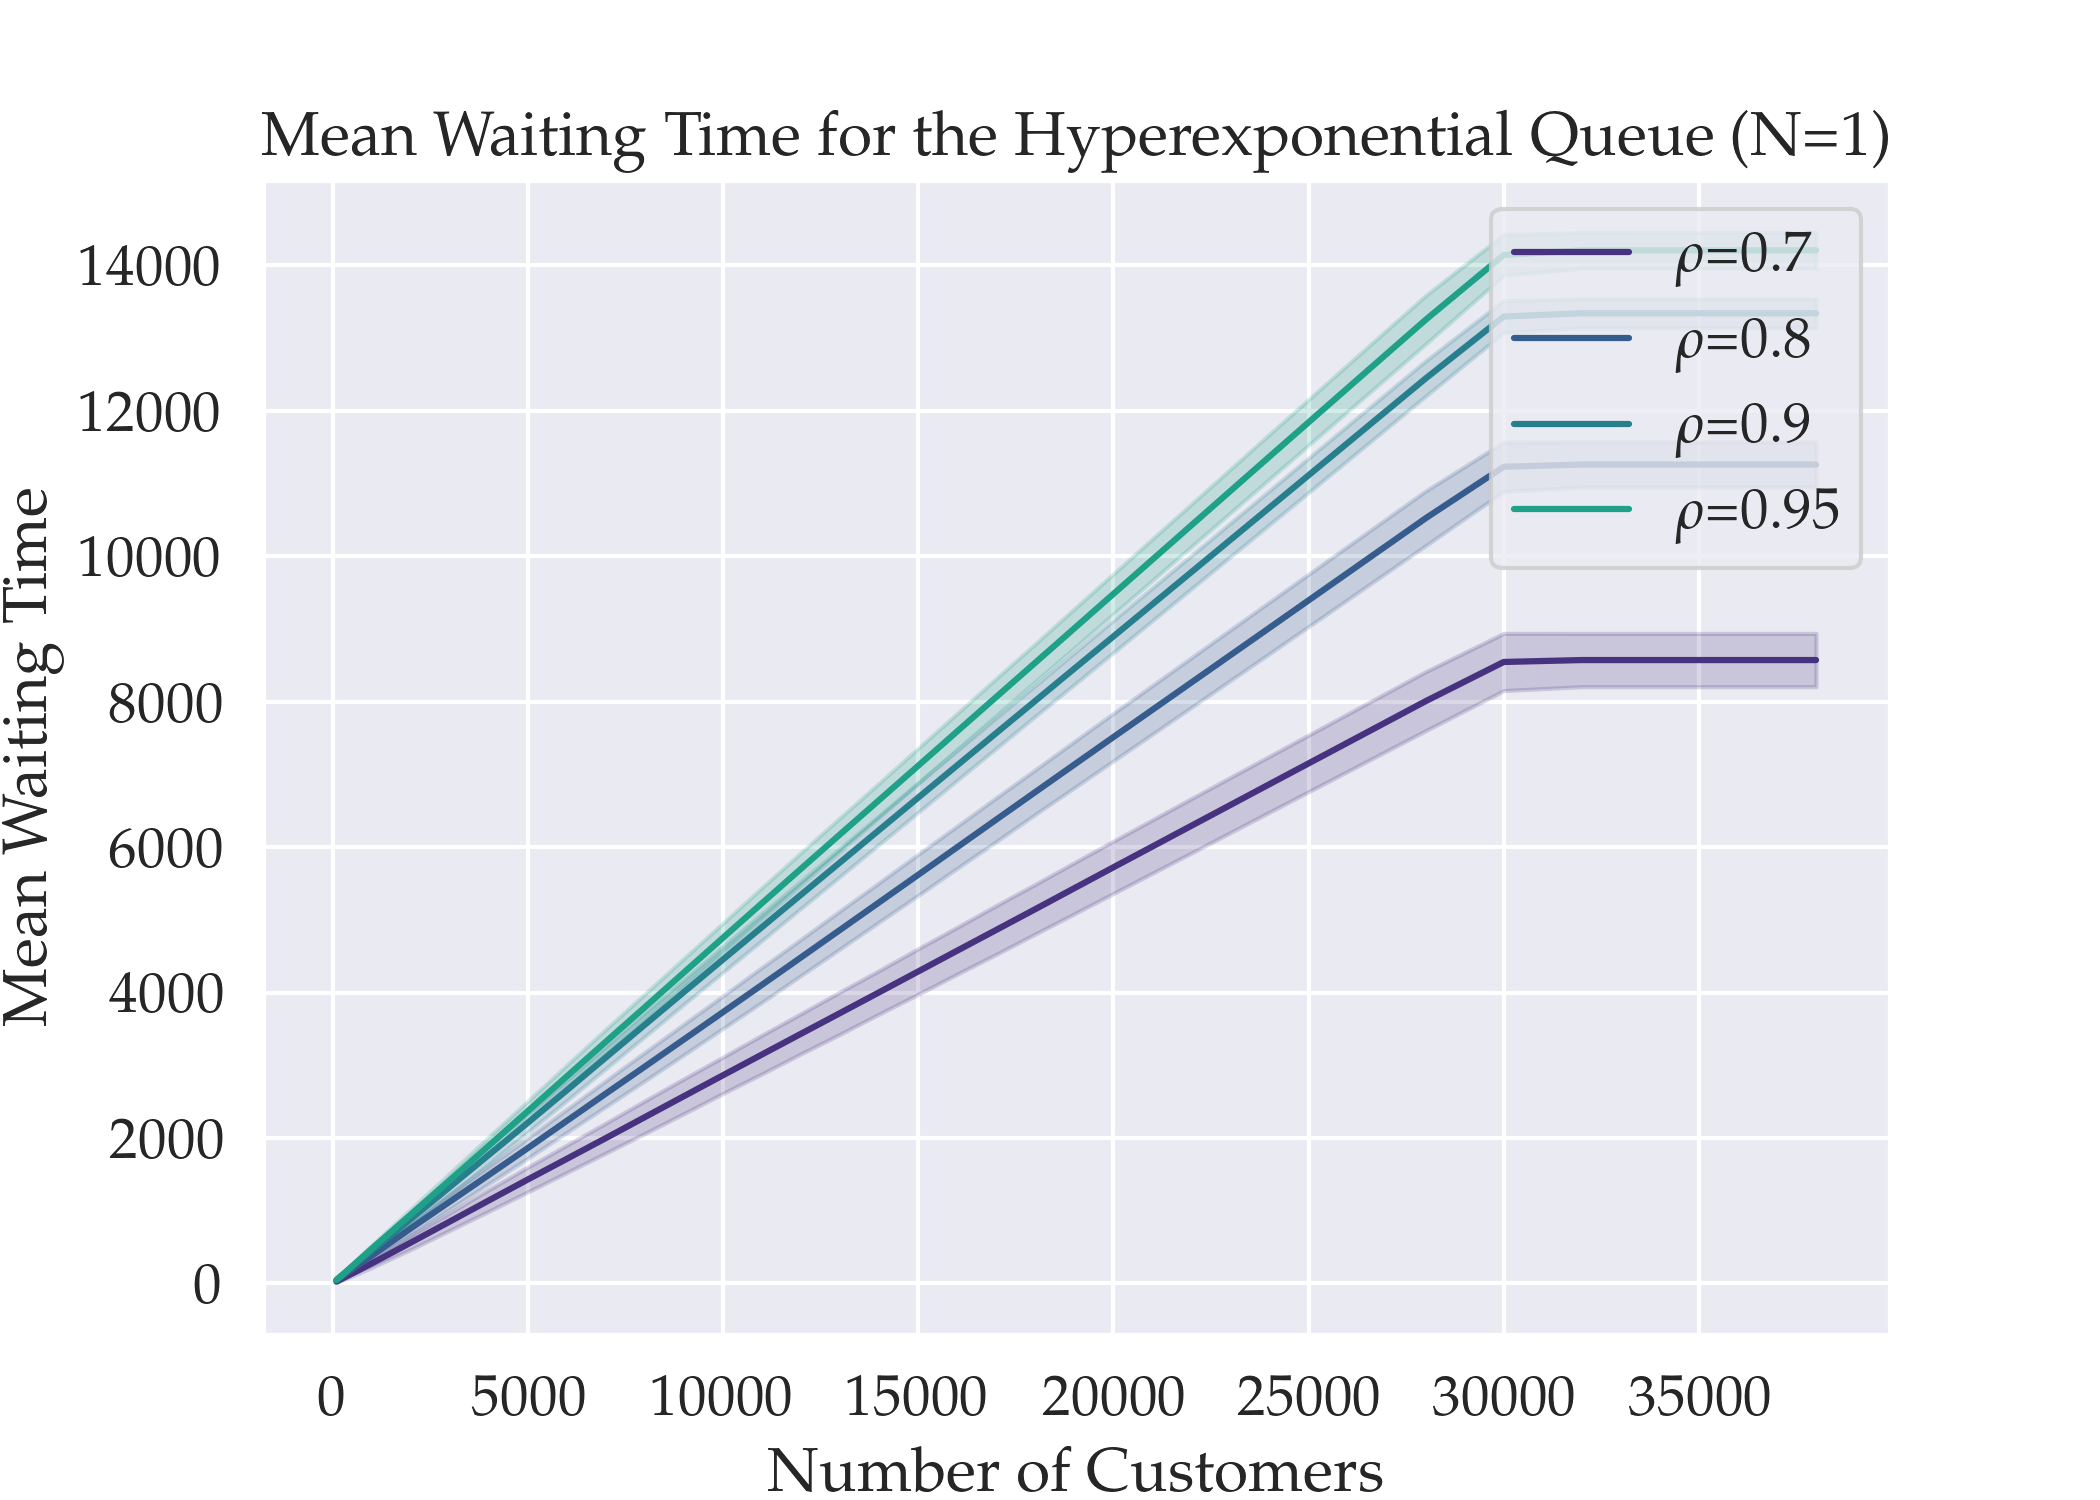 Mean Waiting Time for the Hyperexponential Queue (N=1)
14000
12000
10000
8000
6000
4000
2000
0
Mean Waiting Time
ρ=0.7
ρ=0.8
ρ=0.9
ρ=0.95
0 5000 10000 15000 20000 25000 30000 35000
Number of Customers